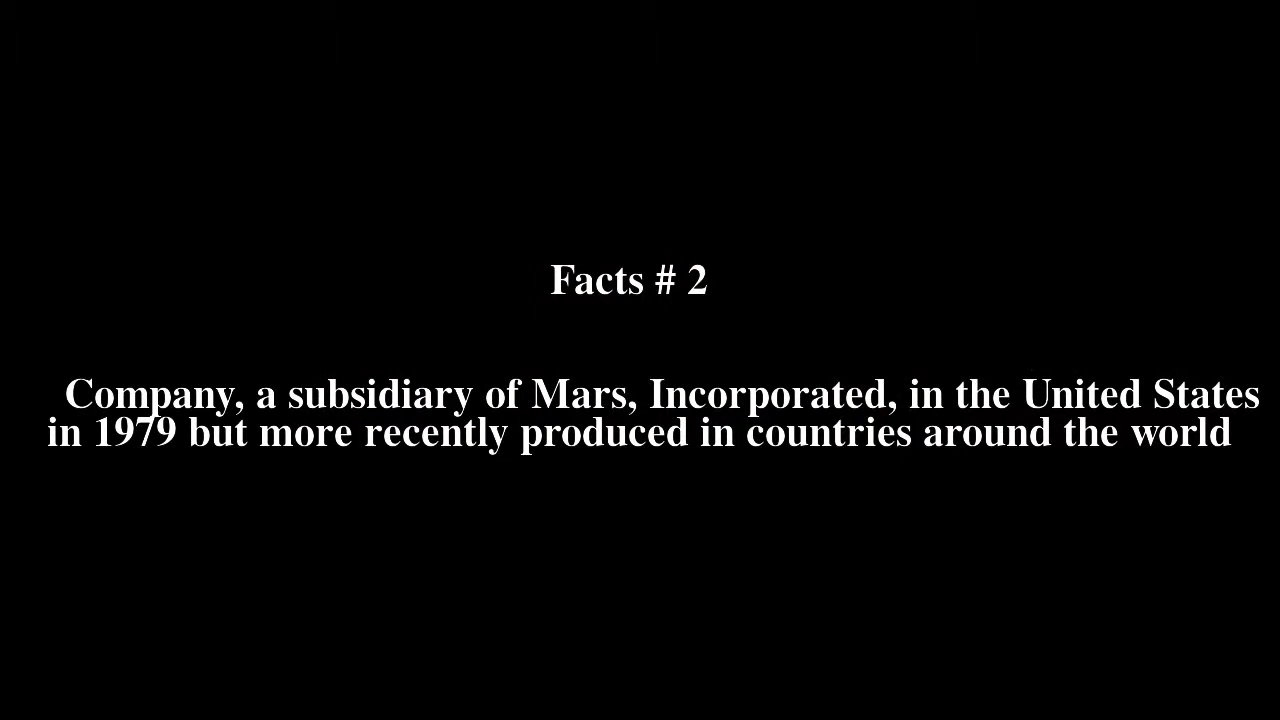 Facts # 2
Company, a subsidiary of Mars, Incorporated, in the United States
in 1979 but more recently produced in countries around the world